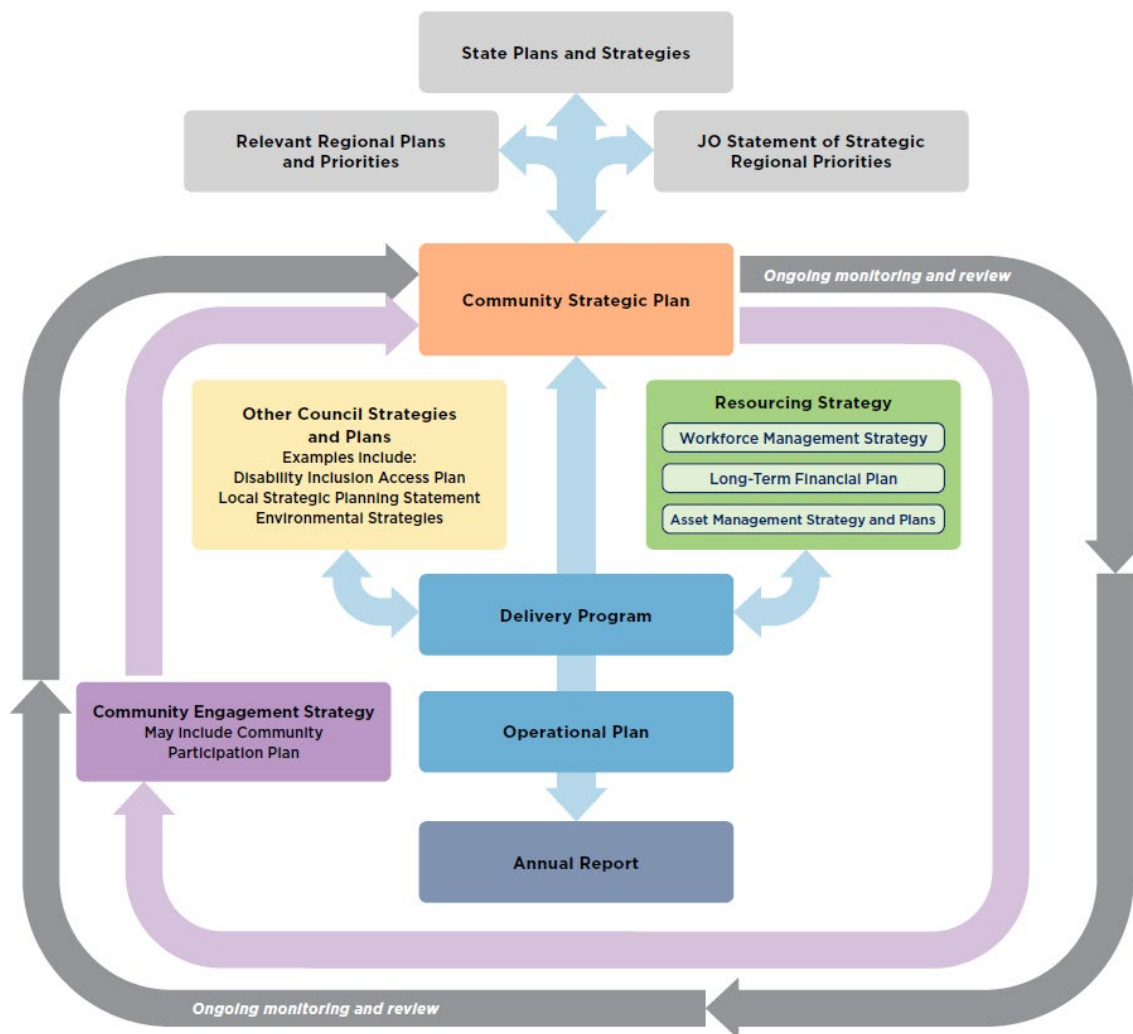 State Plans and Strategies
Relevant Regional Plans
and Priorities
JO Statement of Strategic
Regional Priorities
Community Strategic Plan
Ongoing monitoring and review
Other Council Strategies
and Plans
Examples Include:
Disability Inclusion Access Plan
Local Strategic Planning Statement
Environmental Strategies
Resourcing Strategy
Workforce Management Strategy
Long-Term Financial Plan
Asset Management Strategy and Plans
Delivery Program
Community Engagement Strategy
May Include Community
Participation Plan
Operational Plan
Annual Report
Ongoing monitoring and review